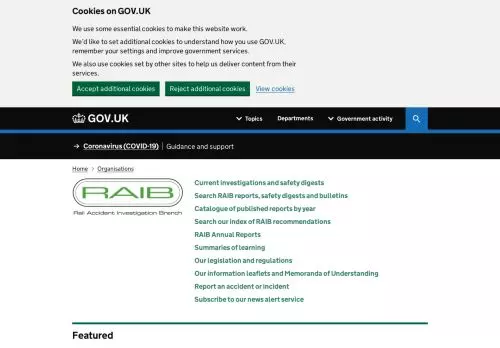 Cookies on GOV.UK
We use some essential cookies to make this website work.
We'd like to set additional cookies to understand how you use GOV.UK,
remember your settings and improve government services.
We also use cookies set by other sites to help us deliver content from their
services.
Accept additional cookies Reject additional cookies View cookies
GOV.UK Topics Departments Government activity
→ Coronavirus (COVID-19) Guidance and support
Home > Organisations
RAIB
Rail Accident Investigation Branch
Current investigations and safety digests
Search RAIB reports, safety digests and bulletins
Catalogue of published reports by year
Search our index of RAIB recommendations
RAIB Annual Reports
Summaries of learning
Our legislation and regulations
Our information leaflets and Memoranda of Understanding
Report an accident or incident
Subscribe to our news alert service
Featured